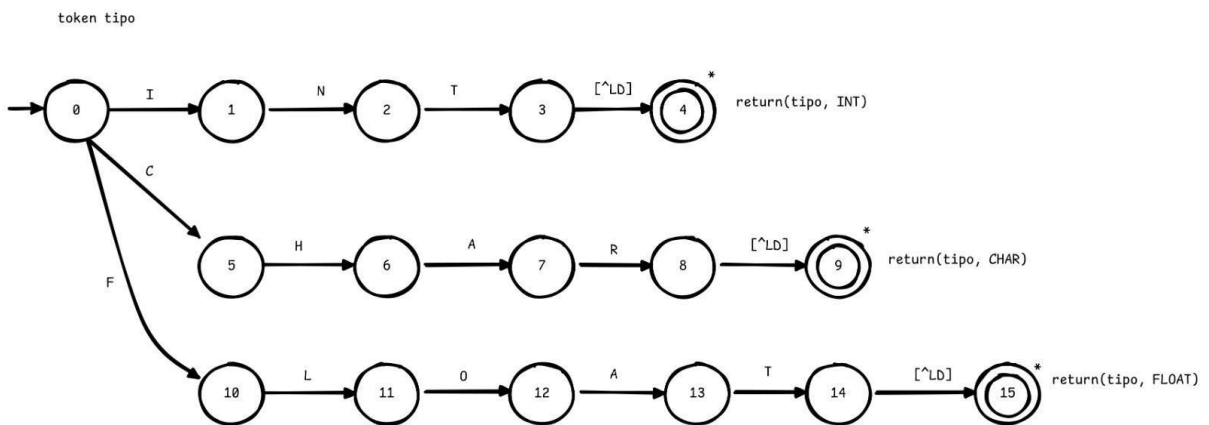 token tipo
0 I 1 N 2 T 3 [^LD] 4 * return(tipo, INT)
C
5 H 6 A 7 R 8 [^LD] 9 * return(tipo, CHAR)
F
10 L 11 O 12 A 13 T 14 [^LD] 15 * return(tipo, FLOAT)